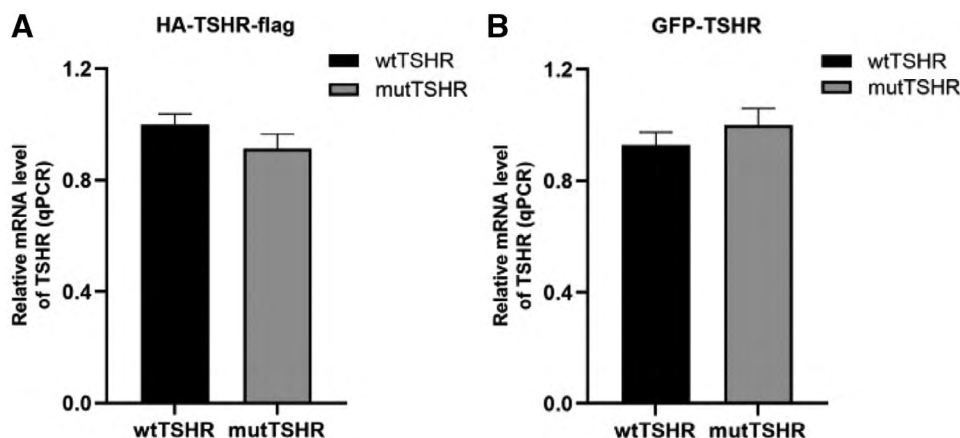 A
HA-TSHR-flag
wtTSHR
mutTSHR
Relative mRNA level
of TSHR (qPCR)
1.2
0.8
0.4
0.0
wtTSHR mutTSHR
B
GFP-TSHR
wtTSHR
mutTSHR
Relative mRNA level
of TSHR (qPCR)
1.2
0.8
0.4
0.0
wtTSHR mutTSHR